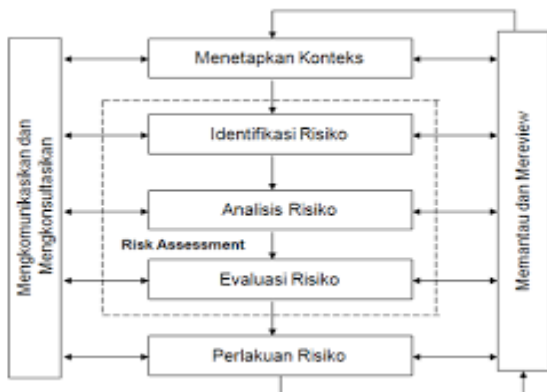 Menetapkan Konteks
Identifikasi Risiko
Analisis Risiko
Risk Assessment
Evaluasi Risiko
Perlakuan Risiko
Mengkomunikasikan dan
Mengkonsultasikan
Memantau dan Mereview